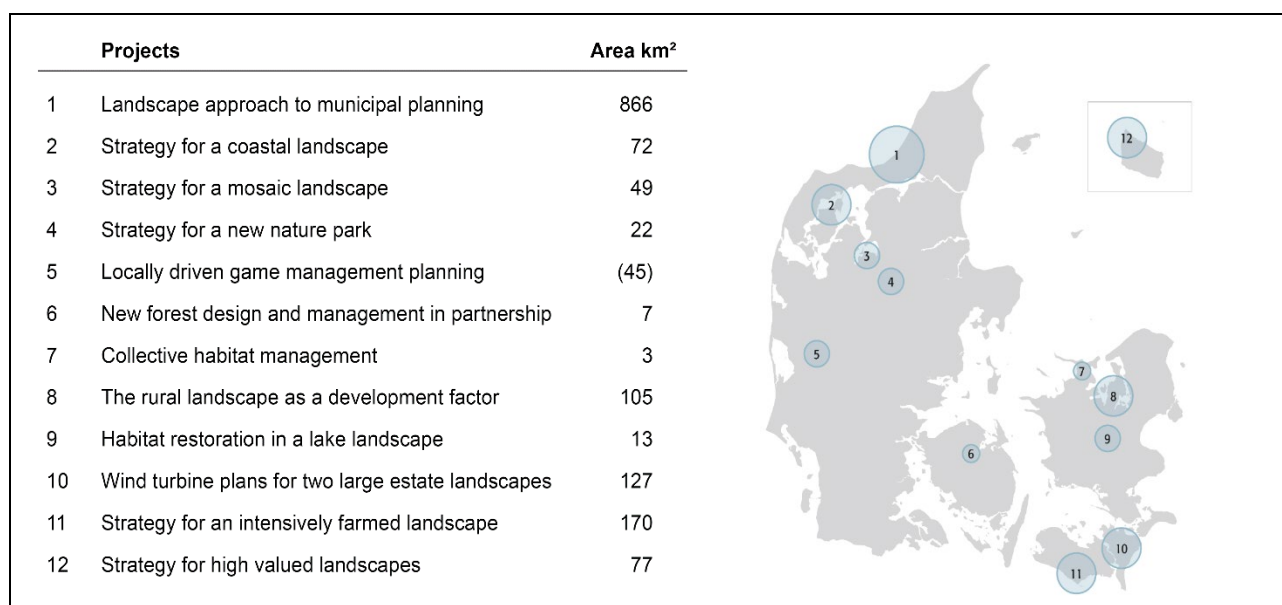 Projects Area km²
1 Landscape approach to municipal planning 866
2 Strategy for a coastal landscape 72
3 Strategy for a mosaic landscape 49
4 Strategy for a new nature park 22
5 Locally driven game management planning (45)
6 New forest design and management in partnership 7
7 Collective habitat management 3
8 The rural landscape as a development factor 105
9 Habitat restoration in a lake landscape 13
10 Wind turbine plans for two large estate landscapes 127
11 Strategy for an intensively farmed landscape 170
12 Strategy for high valued landscapes 77
12
1
2
3
4
5
7
8
9
6
10
11